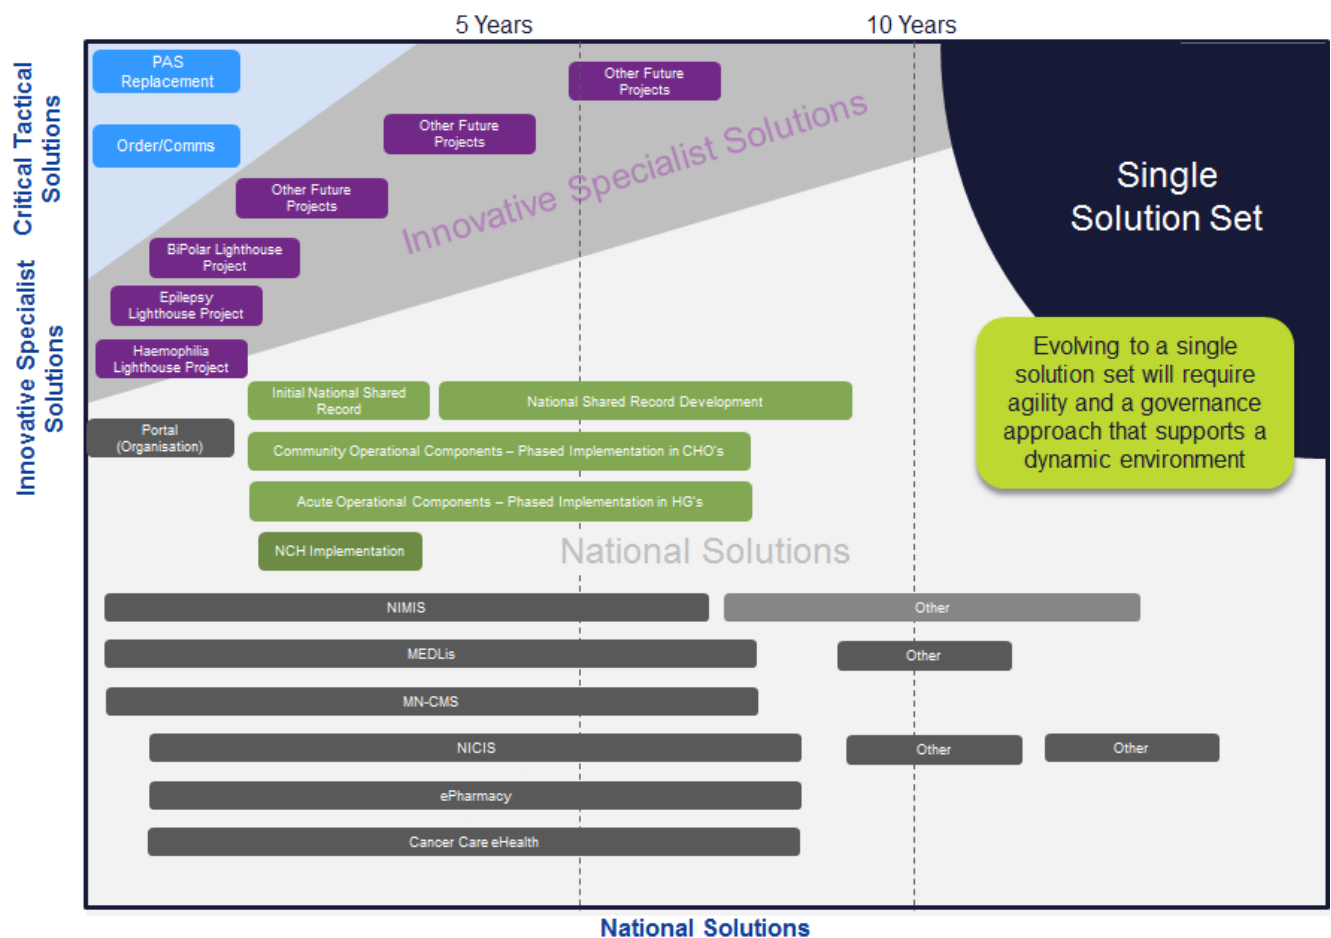 5 Years
10 Years
Critical Tactical
Solutions
Innovative Specialist
Solutions
PAS
Replacement
Order/Comms
Other Future
Projects
Other Future
Projects
Other Future
Projects
BiPolar Lighthouse
Project
Epilepsy
Lighthouse Project
Haemophilia
Lighthouse Project
Innovative Specialist Solutions
Single
Solution Set
Evolving to a single
solution set will require
agility and a governance
approach that supports a
dynamic environment
Initial National Shared
Record
National Shared Record Development
Portal
(Organisation)
Community Operational Components – Phased Implementation in CHO's
Acute Operational Components – Phased Implementation in HG's
NCH Implementation
National Solutions
NIMIS
Other
MEDLis
Other
MN-CMS
NICIS
Other
Other
ePharmacy
Cancer Care eHealth
National Solutions